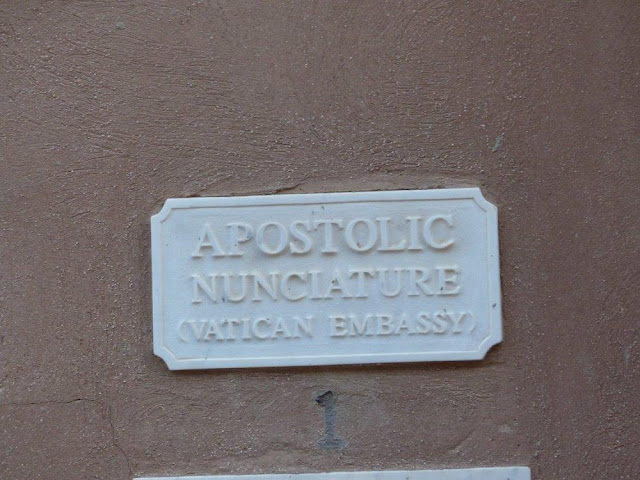 APOSTOLIC
NUNCIATURE
(VATICAN EMBASSY)
1